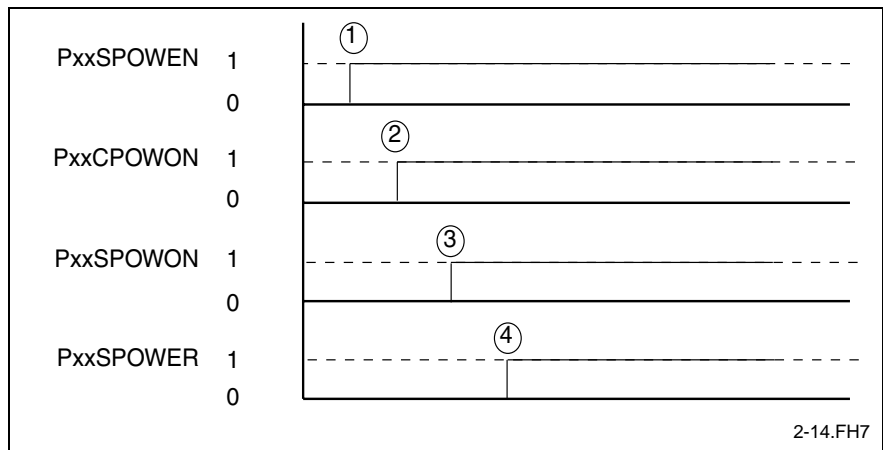 ①
PxxSPOWEN 1
0
②
PxxCPOWON 1
0
③
PxxSPOWON 1
0
④
PxxSPOWER 1
0
2-14.FH7